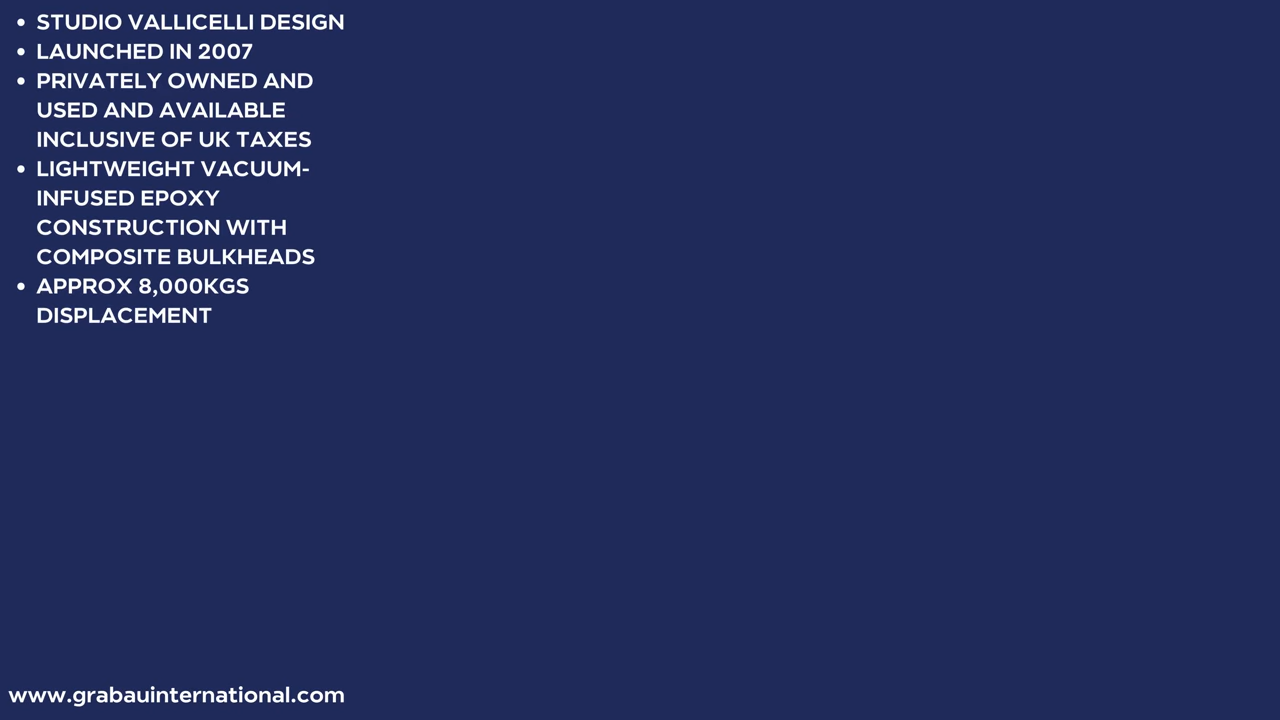 • STUDIO VALLICELLI DESIGN
• LAUNCHED IN 2007
• PRIVATELY OWNED AND
USED AND AVAILABLE
INCLUSIVE OF UK TAXES
• LIGHTWEIGHT VACUUM-
INFUSED EPOXY
CONSTRUCTION WITH
COMPOSITE BULKHEADS
• APPROX 8,000KGS
DISPLACEMENT
www.grabauinternational.com